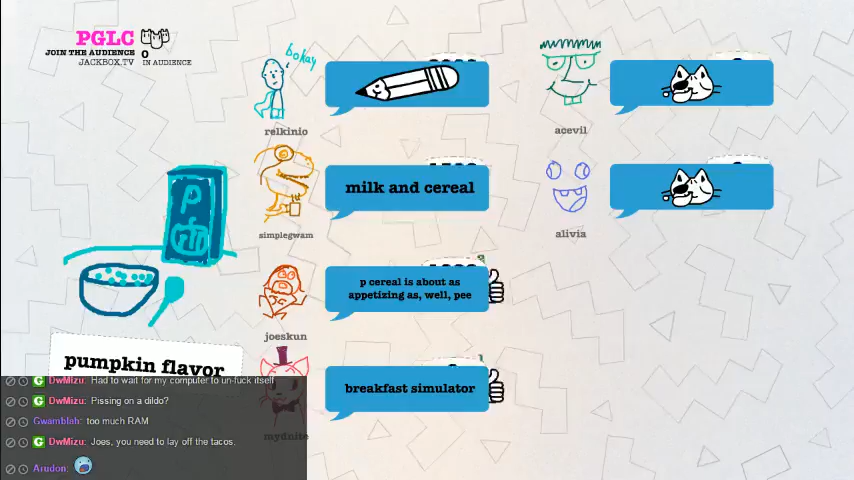 PGLC
JOIN THE AUDIENCE
JACKBOX.TV
0
IN AUDIENCE
bokay
relkinio
acevil
milk and cereal
simplegwam
alivia
P
p cereal is about as
appetizing as, well, pee
joeskun
pumpkin flavor
breakfast simulator
mydnite
DwMizu: Had to wait for my computer to un-fuck itself
DwMizu: Pissing on a dildo?
Gwamblah: too much RAM
DwMizu: Joes, you need to lay off the tacos.
Arudon: